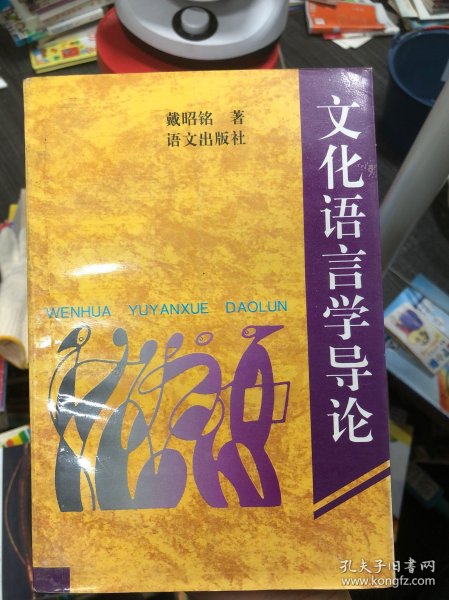 戴昭铭 著
语文出版社
文化语言学导论
WENHUA YUYANXUE DAOLUN
孔夫子旧书网
www.kongfz.com